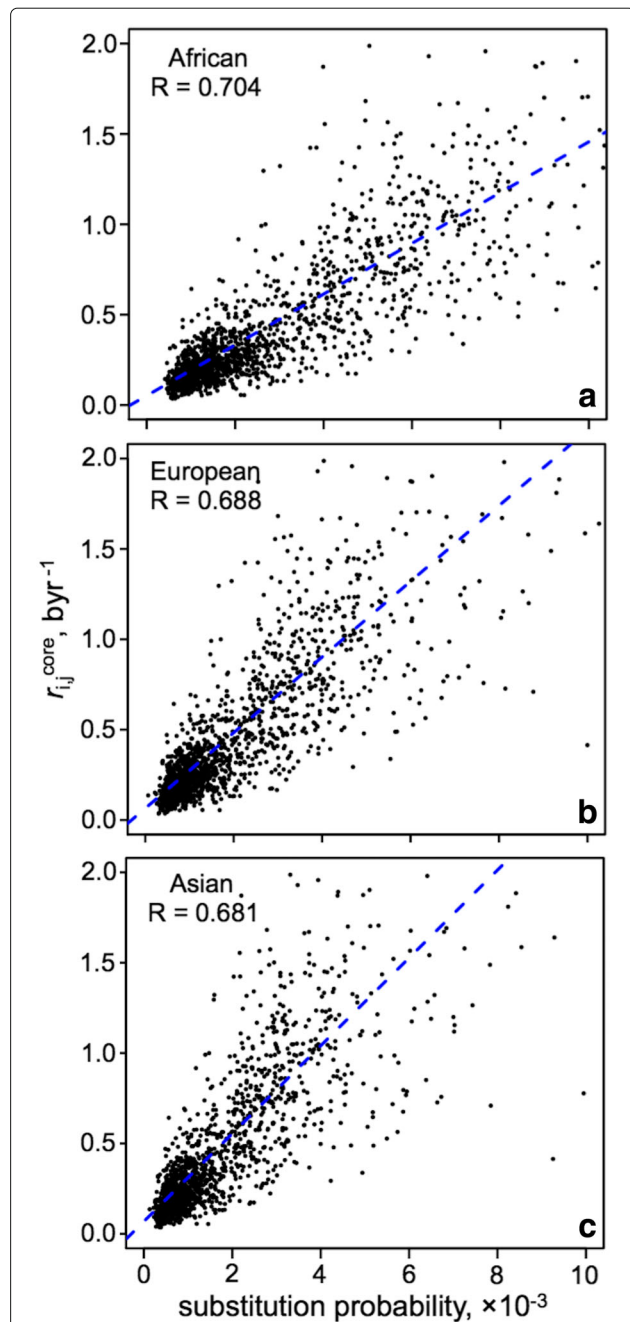 2.0
African
R = 0.704
1.5
1.0
0.5
0.0
a
2.0
European
R = 0.688
1.5
1.0
0.5
0.0
b
r i,j core, byr-1
2.0
Asian
R = 0.681
1.5
1.0
0.5
0.0
c
0 2 4 6 8 10
substitution probability, ×10-3